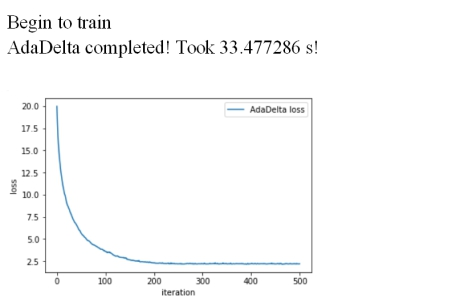 Begin to train
AdaDelta completed! Took 33.477286 s!
AdaDelta loss
20.0
17.5
15.0
12.5
10.0
7.5
5.0
2.5
loss
0 100 200 300 400 500
iteration